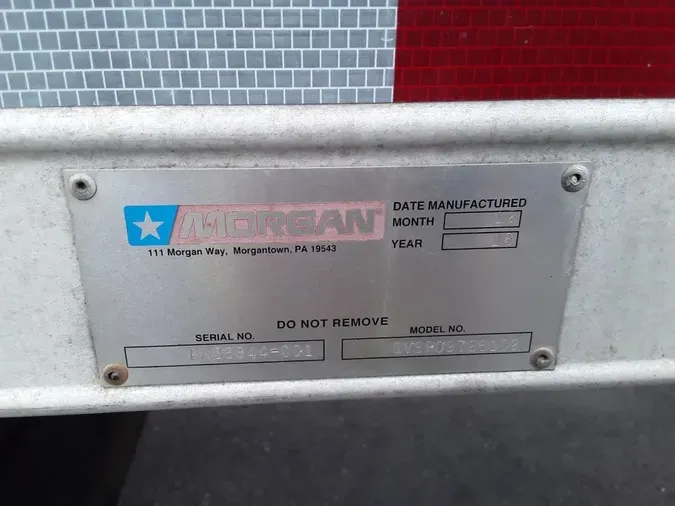 MORGAN
111 Morgan Way, Morgantown, PA 19543
DATE MANUFACTURED
MONTH
YEAR
DO NOT REMOVE
SERIAL NO.
MODEL NO.